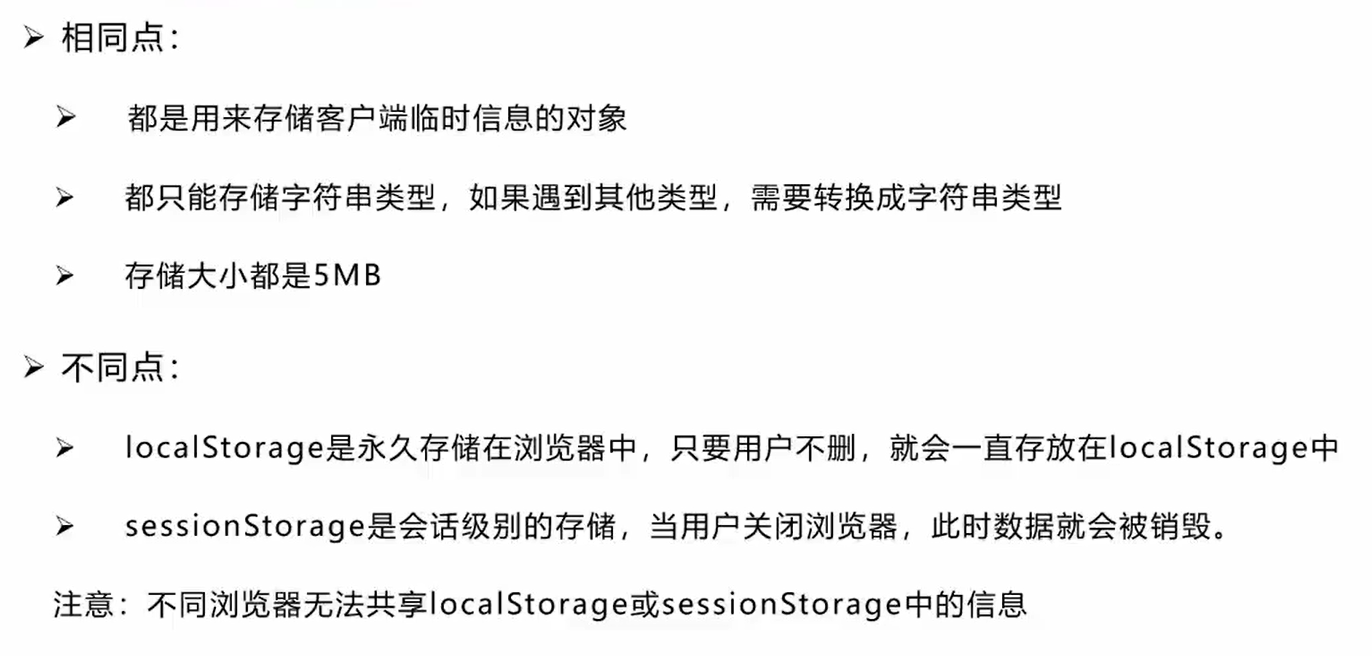 ➢ 相同点：
➢ 都是用来存储客户端临时信息的对象
➢ 都只能存储字符串类型，如果遇到其他类型，需要转换成字符串类型
➢ 存储大小都是5MB
➢ 不同点：
➢ localStorage是永久存储在浏览器中，只要用户不删，就会一直存放在localStorage中
➢ sessionStorage是会话级别的存储，当用户关闭浏览器，此时数据就会被销毁。
注意：不同浏览器无法共享localStorage或sessionStorage中的信息